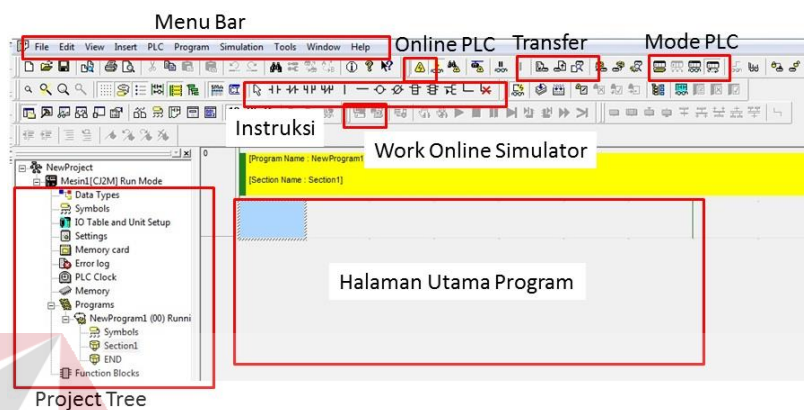 Menu Bar
Online PLC
Transfer
Mode PLC
File Edit View Insert PLC Program Simulation Tools Window Help
Instruksi
Work Online Simulator
NewProject
Mesin1[CJ2M] Run Mode
Data Types
Symbols
IO Table and Unit Setup
Settings
Memory card
Error log
PLC Clock
Memory
Programs
NewProgram1 (00) Runni
Symbols
Section1
END
Function Blocks
0
[Program Name : NewProgram1
[Section Name : Section1]
Halaman Utama Program
Project Tree